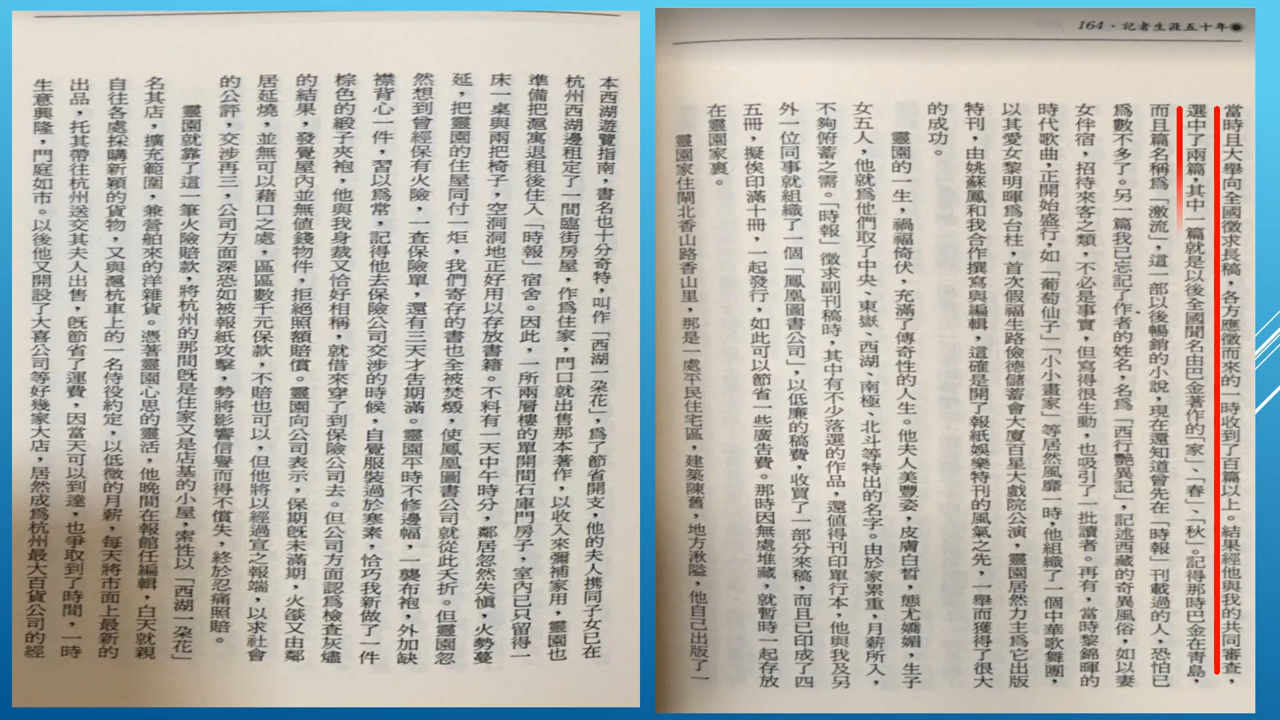 164・記者生涯五十年
當時且大舉向全國徵求長稿，各方應徵而來的一時收到了百篇以上。結果經他與我的共同審查，
選中了兩篇，其中一篇就是以後全國聞名由巴金著作的「家」、「春」、「秋」。記得那時巴金在青島，
而且篇名稱爲「激流」，這一部以後暢銷的小說，現在還知道曾先在「時報」刊載過的人，恐怕已
爲數不多了。另一篇我已忘記了作者的姓名，名爲「西行艷異記」，記述西藏的奇異風俗，如以妻
女伴宿，招待來客之類，不必是事實，但寫得很生動，也吸引了一批讀者。再有，當時黎錦暉的
時代歌曲，正開始盛行，如「葡萄仙子」「小小畫家」等居然風靡一時，他組織了一個中華歌舞團，
以其愛女黎明暉爲台柱，首次假福生路儉德儲蓄會大厦百星大戲院公演，靈園居然力主爲它出版
特刊，由姚蘇鳳和我合作撰寫與編輯，這確是開了報紙娛樂特刊的風氣之先，一舉而獲得了很大
的成功。
靈園的一生，禍福倚伏，充滿了傳奇性的人生。他夫人美豐姿，皮膚白皙，態尤嬌媚，生子
女五人，他就爲他們取了中央、東嶽、西湖、南極、北斗等特出的名字。由於家累重，月薪所入，
不夠俯蓄之需。「時報」徵求副刊稿時，其中有不少落選的作品，還值得刊印單行本，他與我及另
外一位同事就組織了一個「鳳凰圖書公司」，以低廉的稿費，收買了一部分來稿，而且已印成了四
五冊，擬俟印滿十冊，一起發行，如此可以節省一些廣告費。那時因無處堆藏，就暫時一起存放
在靈園家裏。
靈園家住閘北香山路香山里，那是一處平民住宅區，建築陳舊，地方湫隘，他自己出版了一
本西湖遊覽指南，書名也十分奇特，叫作「西湖一朶花」，爲了節省開支，他的夫人攜同子女已在
杭州西湖邊租定了一間臨街房屋，作爲住家，門口就出售那本著作，以收入來彌補家用，靈園也
準備把滬寓退租後住入「時報」宿舍。因此，一所兩層樓的單開間石庫門房子，室內已只留得一
床一桌與兩把椅子，空洞洞地正好用以存放書籍。不料有一天中午時分，鄰居忽然失愼，火勢蔓
延，把靈園的住屋同付一炬，我們寄存的書也全被焚燬，使鳳凰圖書公司就從此夭折。但靈園忽
然想到曾經保有火險，一查保險單，還有三天才告期滿。靈園平時不修邊幅，一襲布袍，外加缺
襟背心一件，習以爲常，記得他去保險公司交涉的時候，自覺服裝過於寒素，恰巧我新做了一件
棕色的緞子夾袍，他與我身裁又恰好相稱，就借來穿了到保險公司去。但公司方面認爲檢查灰燼
的結果，發覺屋內並無値錢物件，拒絕照額賠償。靈園向公司表示，保期既未滿期，火燄又由鄰
居延燒，並無可以藉口之處，區區數千元保款，不賠也可以，但他將以經過宣之報端，以求社會
的公評，交涉再三，公司方面深恐如被報紙攻擊，勢將影響信譽而得不償失，終於忍痛照賠。
靈園就靠了這一筆火險賠款，將杭州的那間既是住家又是店基的小屋，索性以「西湖一朶花」
名其店，擴充範圍，兼營舶來的洋雜貨。憑著靈園心思的靈活，他晚間在報館任編輯，白天就親
自往各處採購新穎的貨物，又與滬杭車上的一名侍役約定，以低微的月薪，每天將市面上最新的
出品，托其帶往杭州送交其夫人出售，既節省了運費，因當天可以到達，也爭取到了時間，一時
生意興隆，門庭如市。以後他又開設了大喜公司等好幾家大店，居然成爲杭州最大百貨公司的經